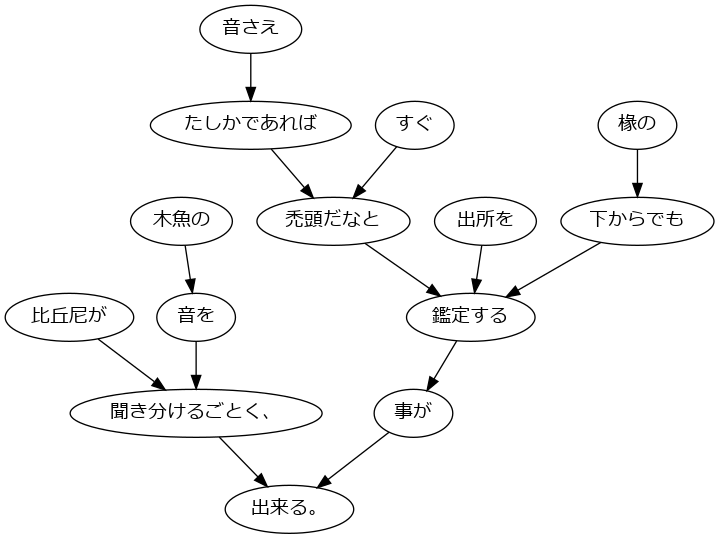 音さえ
たしかであれば
すぐ
椽の
木魚の
禿頭だなと
出所を
下からでも
比丘尼が
音を
鑑定する
聞き分けるごとく、
事が
出来る。